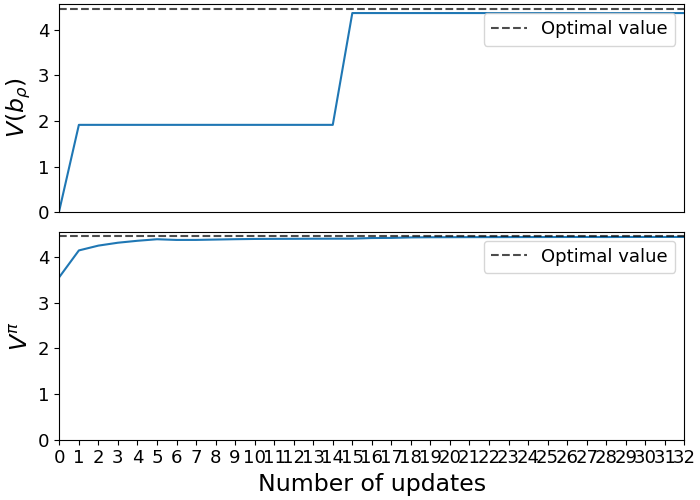 4
3
2
1
0
V(b_ρ)
Optimal value
4
3
2
1
0
V^π
Optimal value
0 1 2 3 4 5 6 7 8 9 10 11 12 13 14 15 16 17 18 19 20 21 22 23 24 25 26 27 28 29 30 31 32
Number of updates